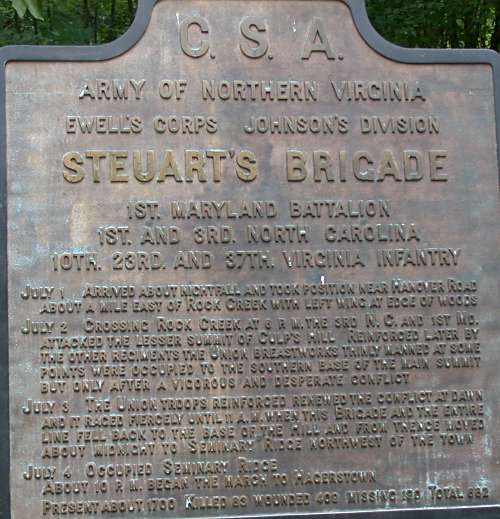 C. S. A.
ARMY OF NORTHERN VIRGINIA
EWELL'S CORPS JOHNSON'S DIVISION
STEUART'S BRIGADE
1ST. MARYLAND BATTALION
1ST. AND 3RD. NORTH CAROLINA
10TH. 23RD. AND 37TH. VIRGINIA INFANTRY
JULY 1 ARRIVED ABOUT NIGHTFALL AND TOOK POSITION NEAR HANOVER ROAD
ABOUT A MILE EAST OF ROCK CREEK WITH LEFT WING AT EDGE OF WOODS
JULY 2 CROSSING ROCK CREEK AT 6 P. M. THE 3RD N. C. AND 1ST MD.
ATTACKED THE LESSER SUMMIT OF CULP'S HILL REINFORCED LATER BY
THE OTHER REGIMENTS THE UNION BREASTWORKS THINLY MANNED AT SOME
POINTS WERE OCCUPIED TO THE SOUTHERN BASE OF THE MAIN SUMMIT
BUT ONLY AFTER A VIGOROUS AND DESPERATE CONFLICT
JULY 3 THE UNION TROOPS REINFORCED RENEWED THE CONFLICT AT DAWN
AND IT RAGED FIERCELY UNTIL 11 A. M. WHEN THIS BRIGADE AND THE ENTIRE
LINE FELL BACK TO THE BASE OF THE HILL AND FROM THENCE MOVED
ABOUT MIDNIGHT TO SEMINARY RIDGE NORTHWEST OF THE TOWN
JULY 4 OCCUPIED SEMINARY RIDGE
ABOUT 10 P. M. BEGAN THE MARCH TO HAGERSTOWN
PRESENT ABOUT 1700 KILLED 83 WOUNDED 409 MISSING 190 TOTAL 682